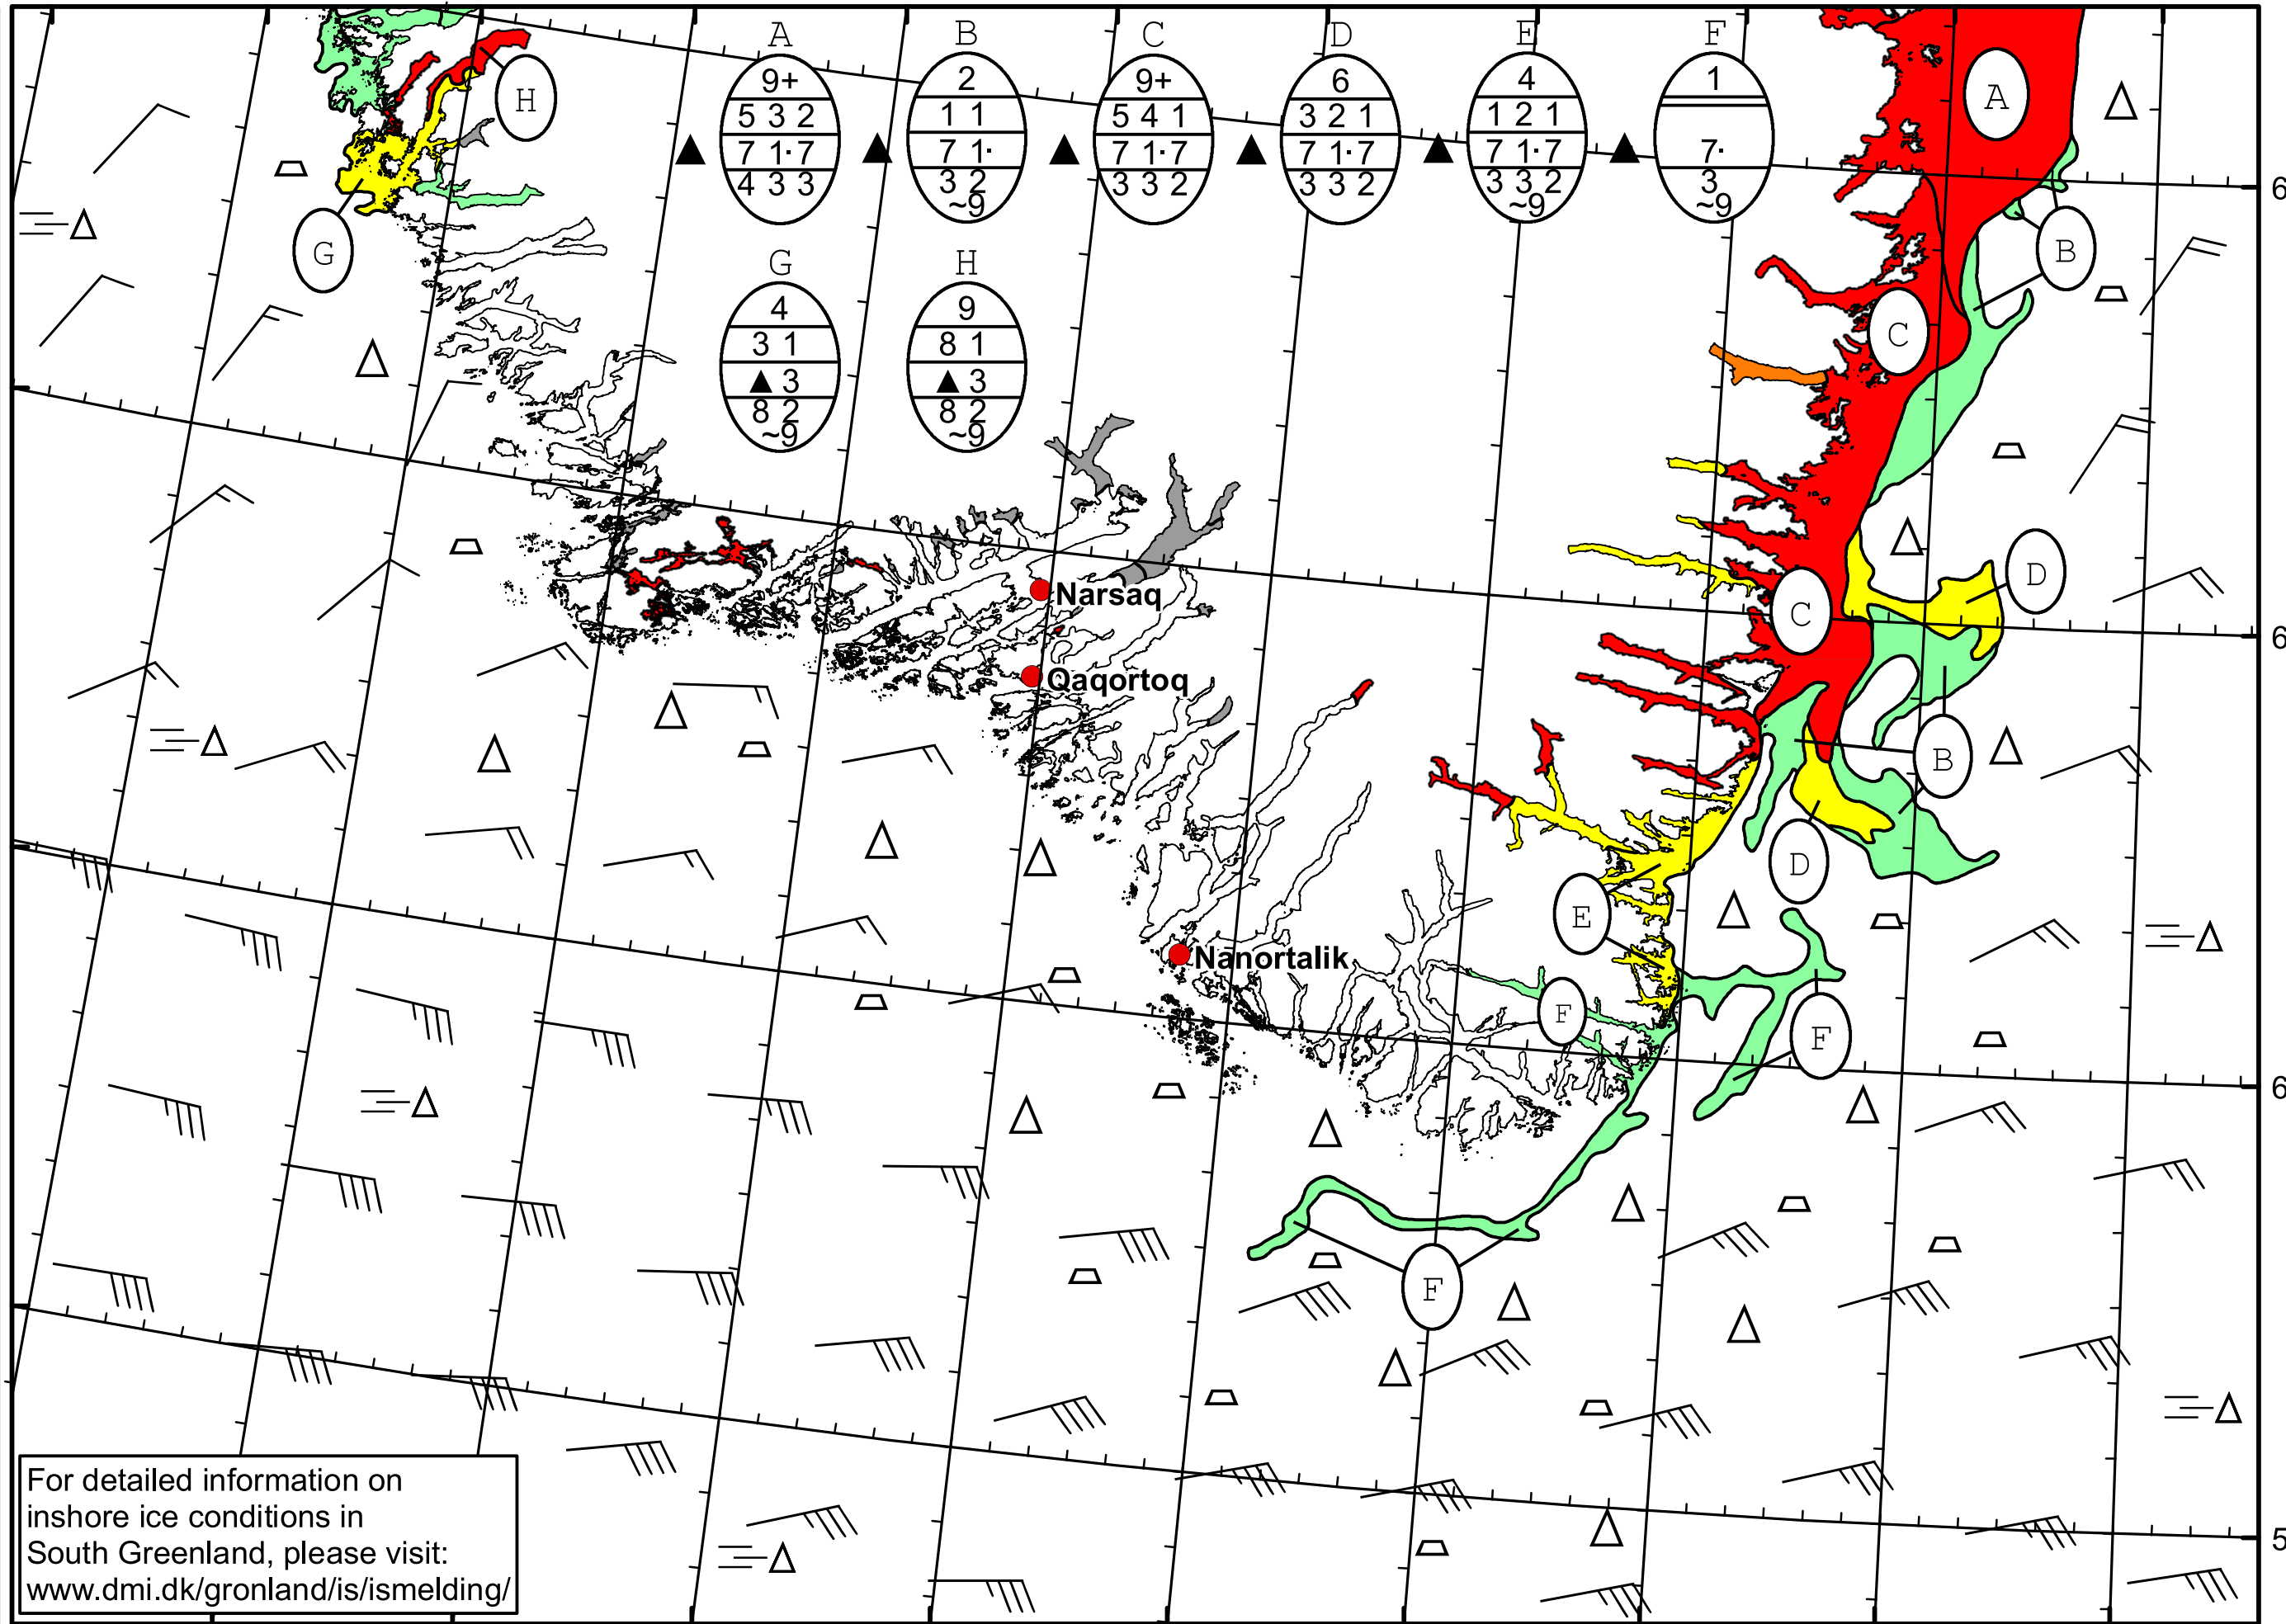 A B C D E F
9+ 2 9+ 6 4 1
5 3 2 1 1 5 4 1 3 2 1 1 2 1
7 1· 7 7 1· 7 1· 7 7 1· 7 7 1· 7 7·
4 3 3 3 2 3 3 2 3 3 2 3 3 2 3
~9 ~9 ~9
H
A
G
B
G H
4 9
3 1 8 1
▲ 3 ▲ 3
8 2 8 2
~9 ~9
C
D
Narsaq
C
Qaqortoq
B
D
E
Nanortalik
F
F
F
6
6
6
5
For detailed information on
inshore ice conditions in
South Greenland, please visit:
www.dmi.dk/gronland/is/ismelding/